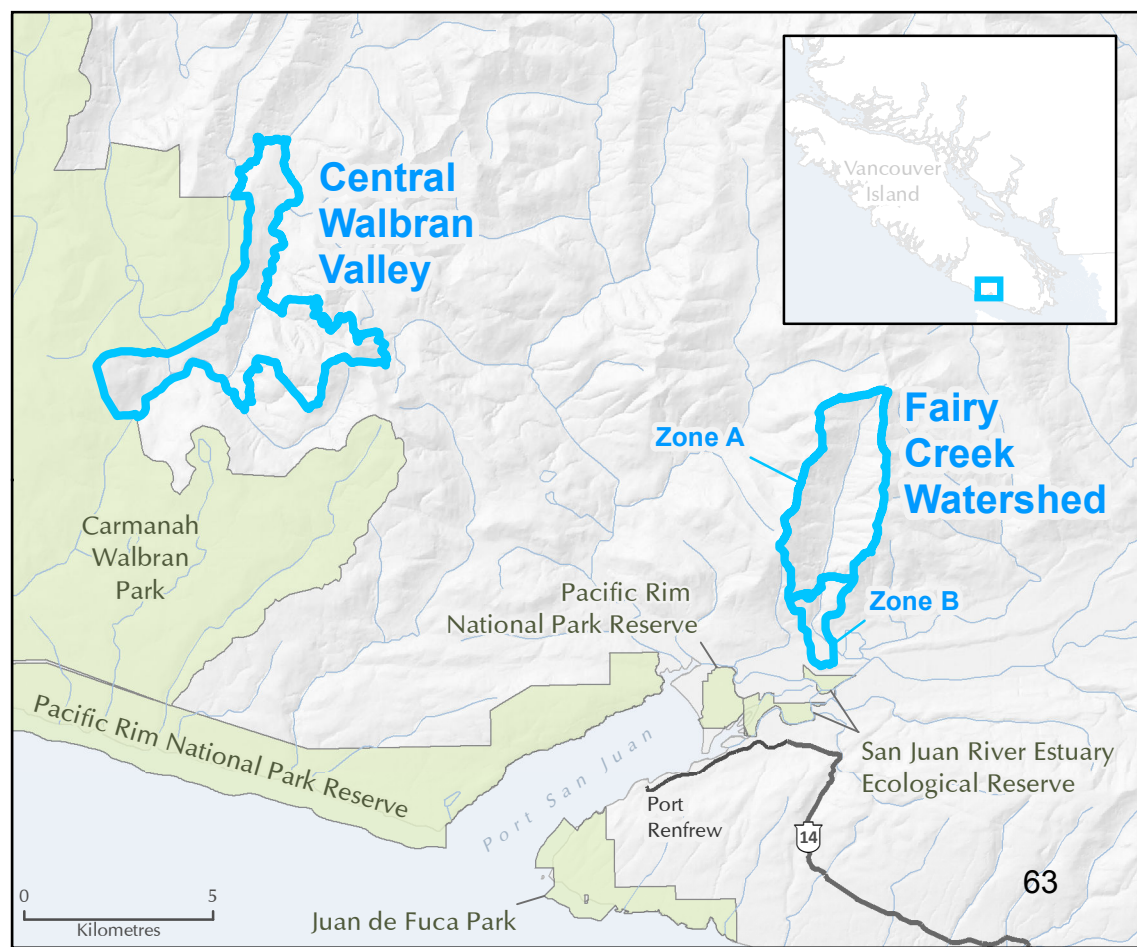 Vancouver
Island
Central
Walbran
Valley
Fairy
Creek
Watershed
Zone A
Carmanah
Walbran
Park
Pacific Rim
National Park Reserve
Zone B
Pacific Rim National Park Reserve
Port San Juan
San Juan River Estuary
Ecological Reserve
Port
Renfrew
14
63
0 5
Kilometres
Juan de Fuca Park